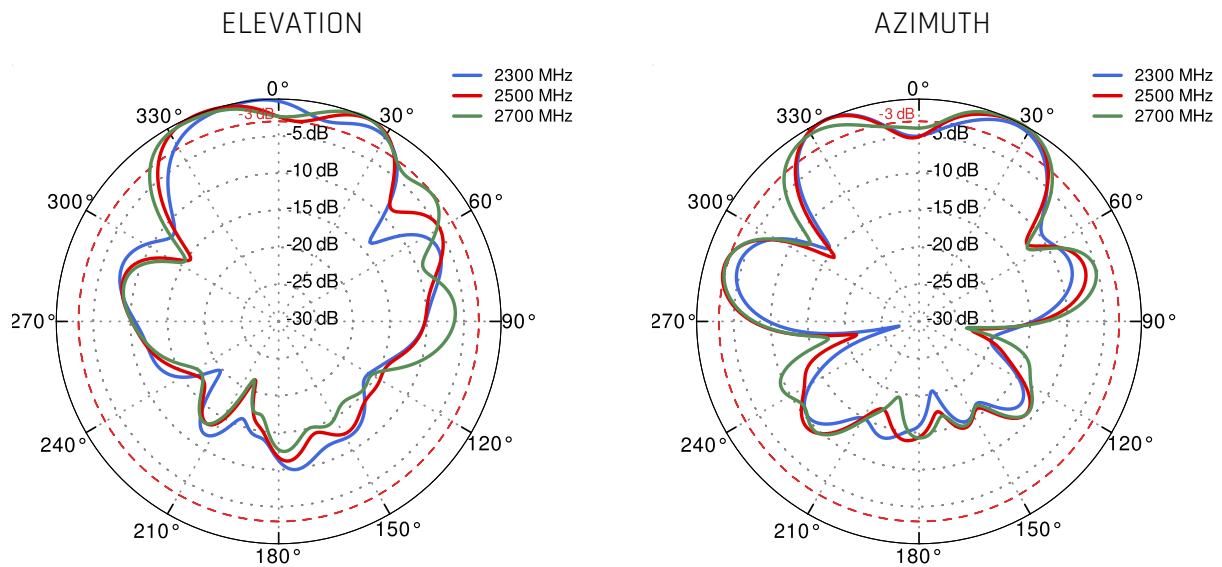 ELEVATION
2300 MHz
2500 MHz
2700 MHz
0°
330°
-3 dB
30°
-5 dB
-10 dB
300°
60°
-15 dB
-20 dB
-25 dB
270°
-30 dB
90°
240°
120°
210°
150°
180°
AZIMUTH
2300 MHz
2500 MHz
2700 MHz
0°
330°
-3 dB
30°
5 dB
-10 dB
300°
60°
-15 dB
-20 dB
-25 dB
270°
-30 dB
90°
240°
120°
210°
150°
180°